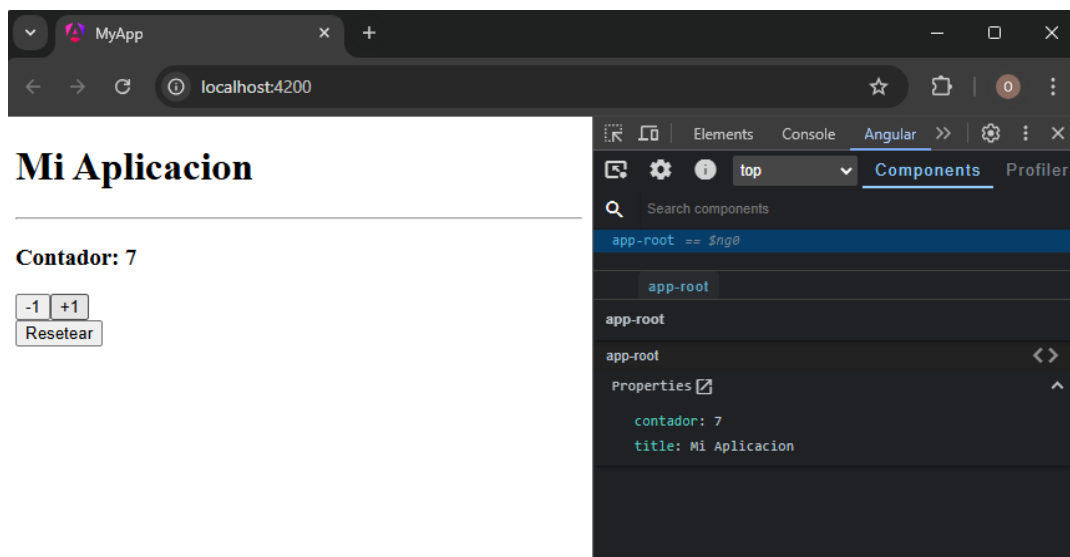 MyApp
localhost:4200
O
Mi Aplicacion
Contador: 7
-1 +1
Resetear
Elements Console Angular
top Components Profiler
Search components
app-root == $ng0
app-root
app-root
app-root
Properties
contador: 7
title: Mi Aplicacion